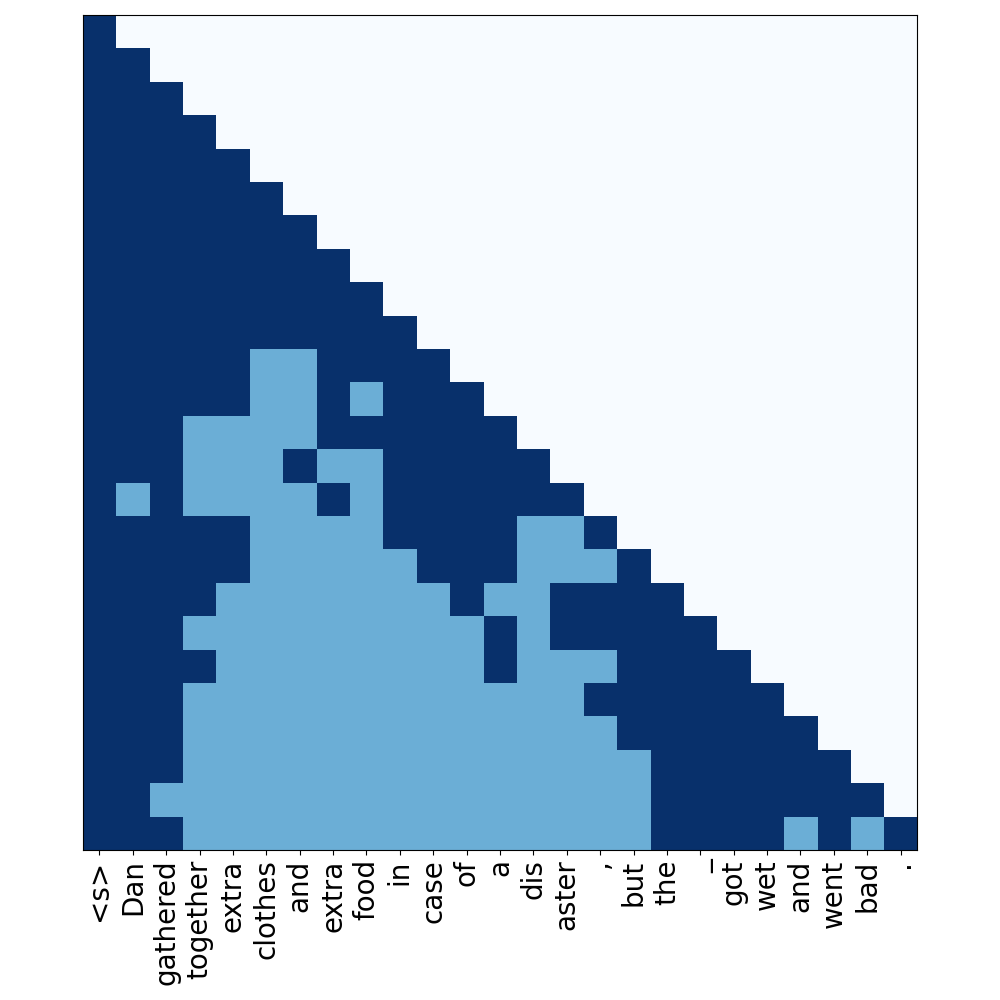 <s>
Dan
gathered
together
extra
clothes
and
extra
food
in
case
of
a
dis
aster
,
but
the
_
got
wet
and
went
bad
.